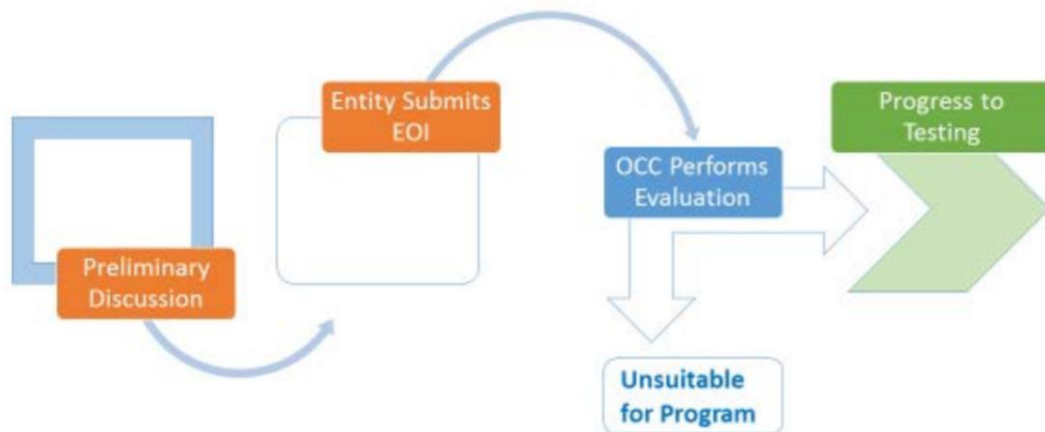 Preliminary
Discussion
Entity Submits
EOI
OCC Performs
Evaluation
Unsuitable
for Program
Progress to
Testing